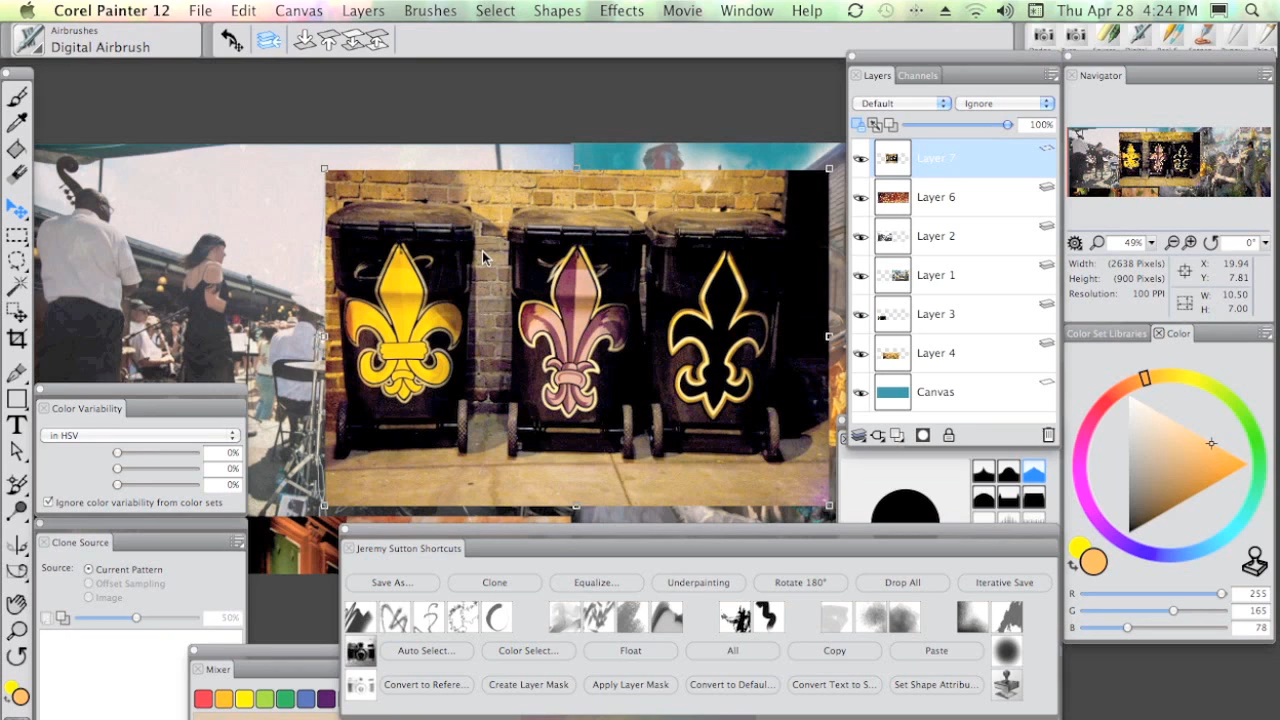 Corel Painter 12 File Edit Canvas Layers Brushes Select Shapes Effects Movie Window Help Thu Apr 28 4:24 PM
Airbrushes
Digital Airbrush
Layers Channels
Default Ignore
100%
Layer 7
Layer 6
Layer 2
Layer 1
Layer 3
Layer 4
Canvas
Navigator
49% 0°
Width: (2638 Pixels) X: 19.94
Height: (900 Pixels) Y: 7.81
Resolution: 100 PPI W: 10.50
H: 7.00
Color Set Libraries Color
R 255
G 165
B 78
Color Variability
in HSV
0%
0%
0%
Ignore color variability from color sets
Clone Source
Source: Current Pattern
Offset Sampling
Image
50%
Mixer
Jeremy Sutton Shortcuts
Save As... Clone Equalize... Underpainting Rotate 180° Drop All Iterative Save
Auto Select... Color Select... Float All Copy Paste
Convert to Refere... Create Layer Mask Apply Layer Mask Convert to Defaul... Convert Text to S... Set Shape Attribu...